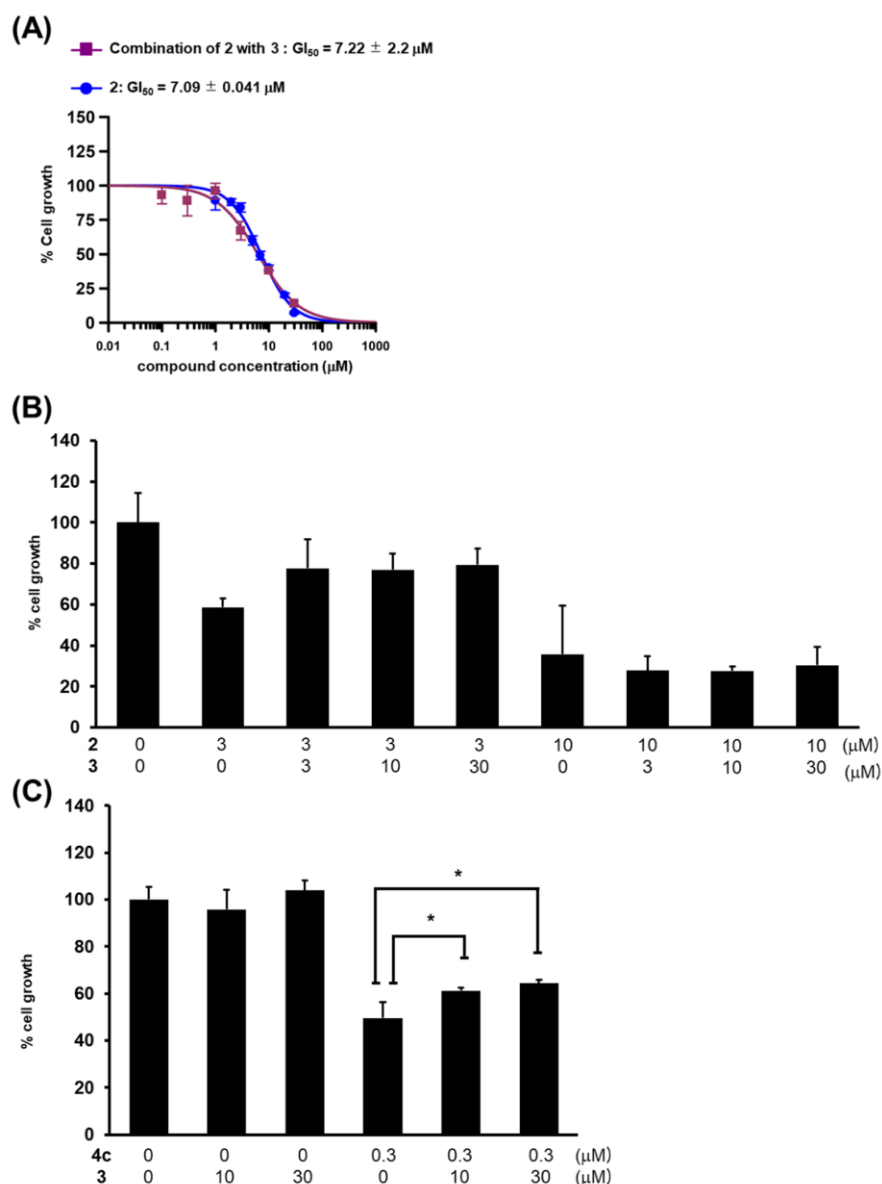 (A)
Combination of 2 with 3 : GI50 = 7.22 ± 2.2 μM
2: GI50 = 7.09 ± 0.041 μM
150
125
100
75
50
25
0
% Cell growth
0.01 0.1 1 10 100 1000
compound concentration (μM)
(B)
140
120
100
80
60
40
20
0
% cell growth
2 0 3 3 3 3 10 10 10 10 (μM)
3 0 0 3 10 30 0 3 10 30 (μM)
(C)
140
120
100
80
60
40
20
0
% cell growth
*
*
4c 0 0 0 0.3 0.3 0.3 (μM)
3 0 10 30 0 10 30 (μM)